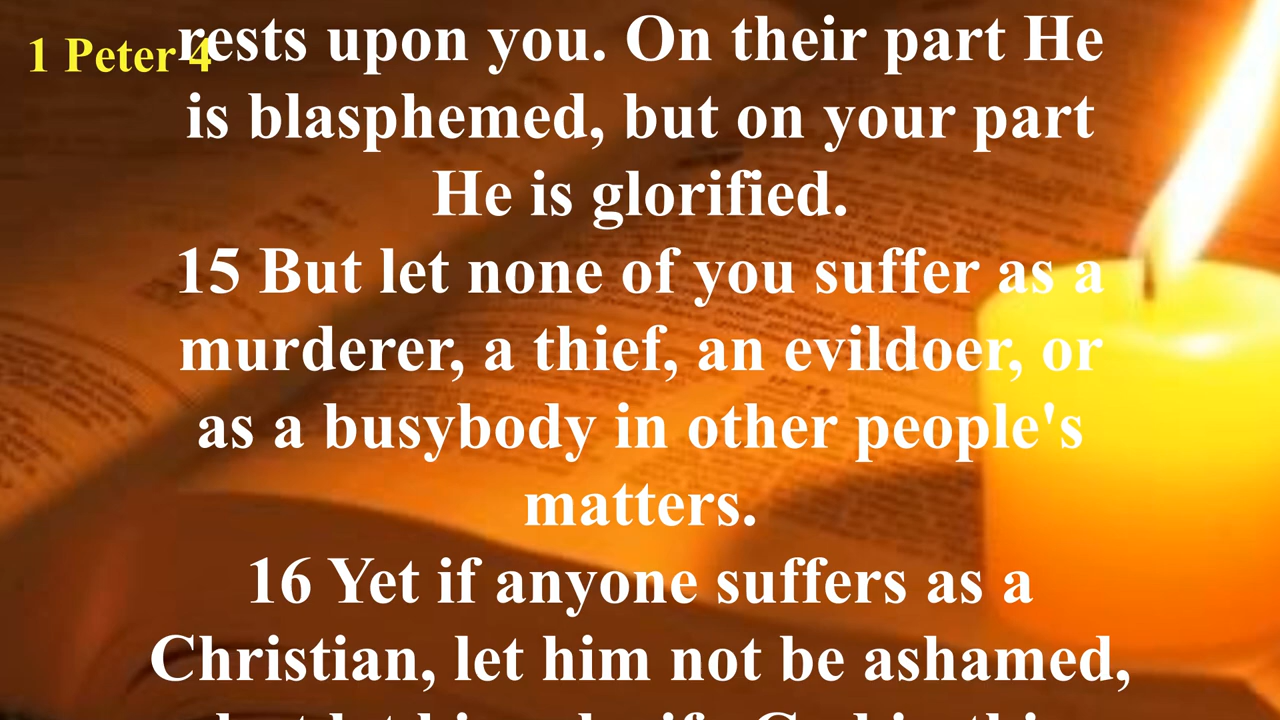 1 Peter 4
rests upon you. On their part He
is blasphemed, but on your part
He is glorified.
15 But let none of you suffer as a
murderer, a thief, an evildoer, or
as a busybody in other people's
matters.
16 Yet if anyone suffers as a
Christian, let him not be ashamed,